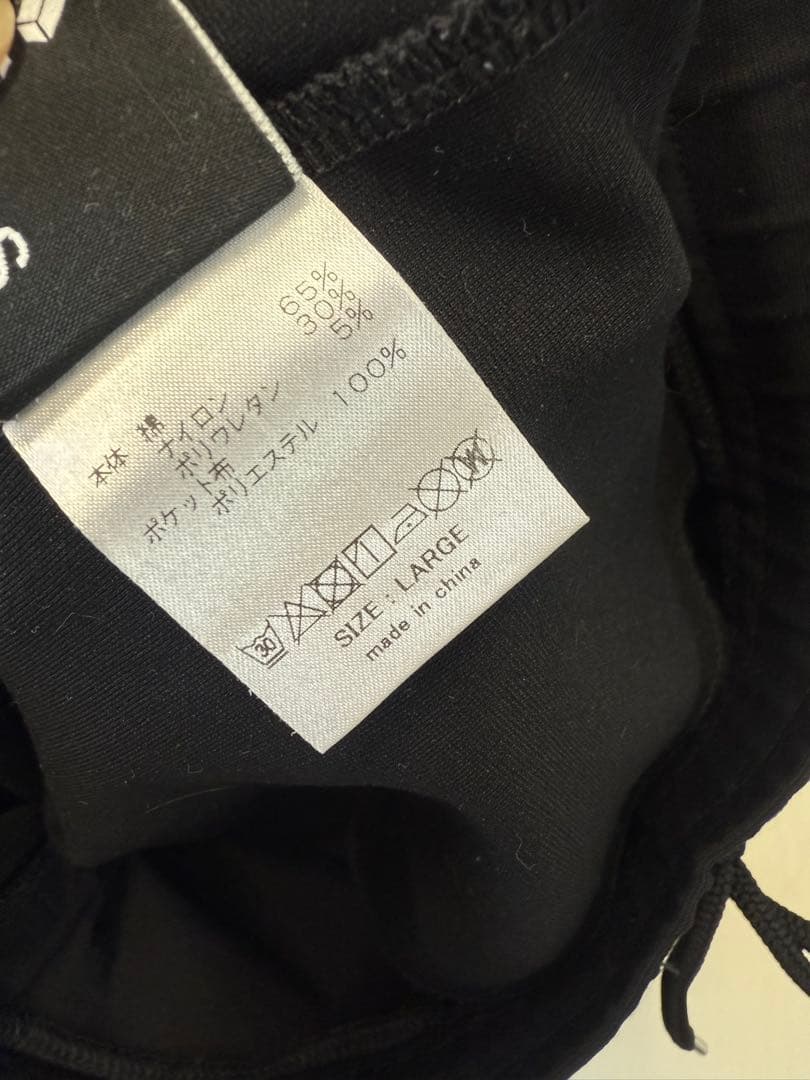 本体 綿 65%
ナイロン 30%
ポリウレタン 5%
ポケット布
ポリエステル 100%
30
W
SIZE : LARGE
made in china
S